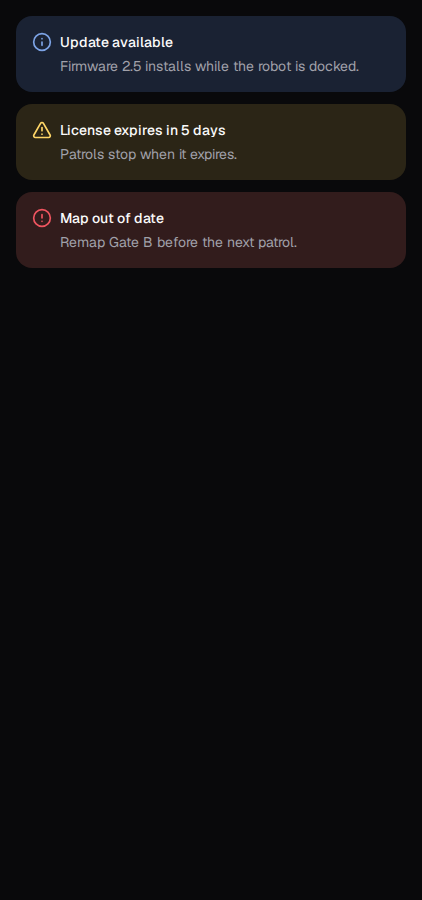 Update available
Firmware 2.5 installs while the robot is docked.
License expires in 5 days
Patrols stop when it expires.
Map out of date
Remap Gate B before the next patrol.